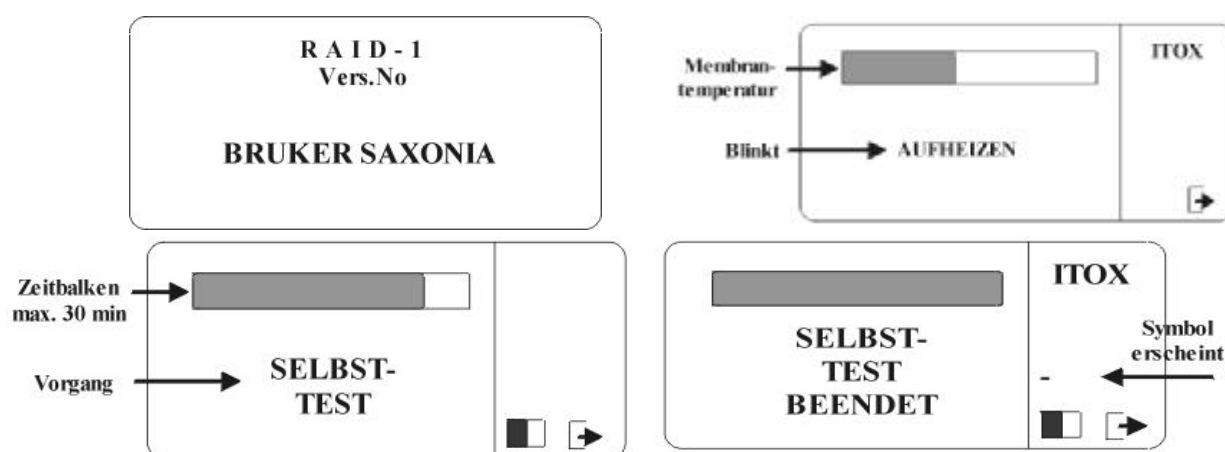 R A I D - 1
Vers.No
BRUKER SAXONIA
Membran-
temperatur
Blinkt
AUFHEIZEN
ITOX
Zeitbalken
max. 30 min
Vorgang
SELBST-
TEST
SELBST-
TEST
BEENDET
ITOX
-
Symbol
erscheint